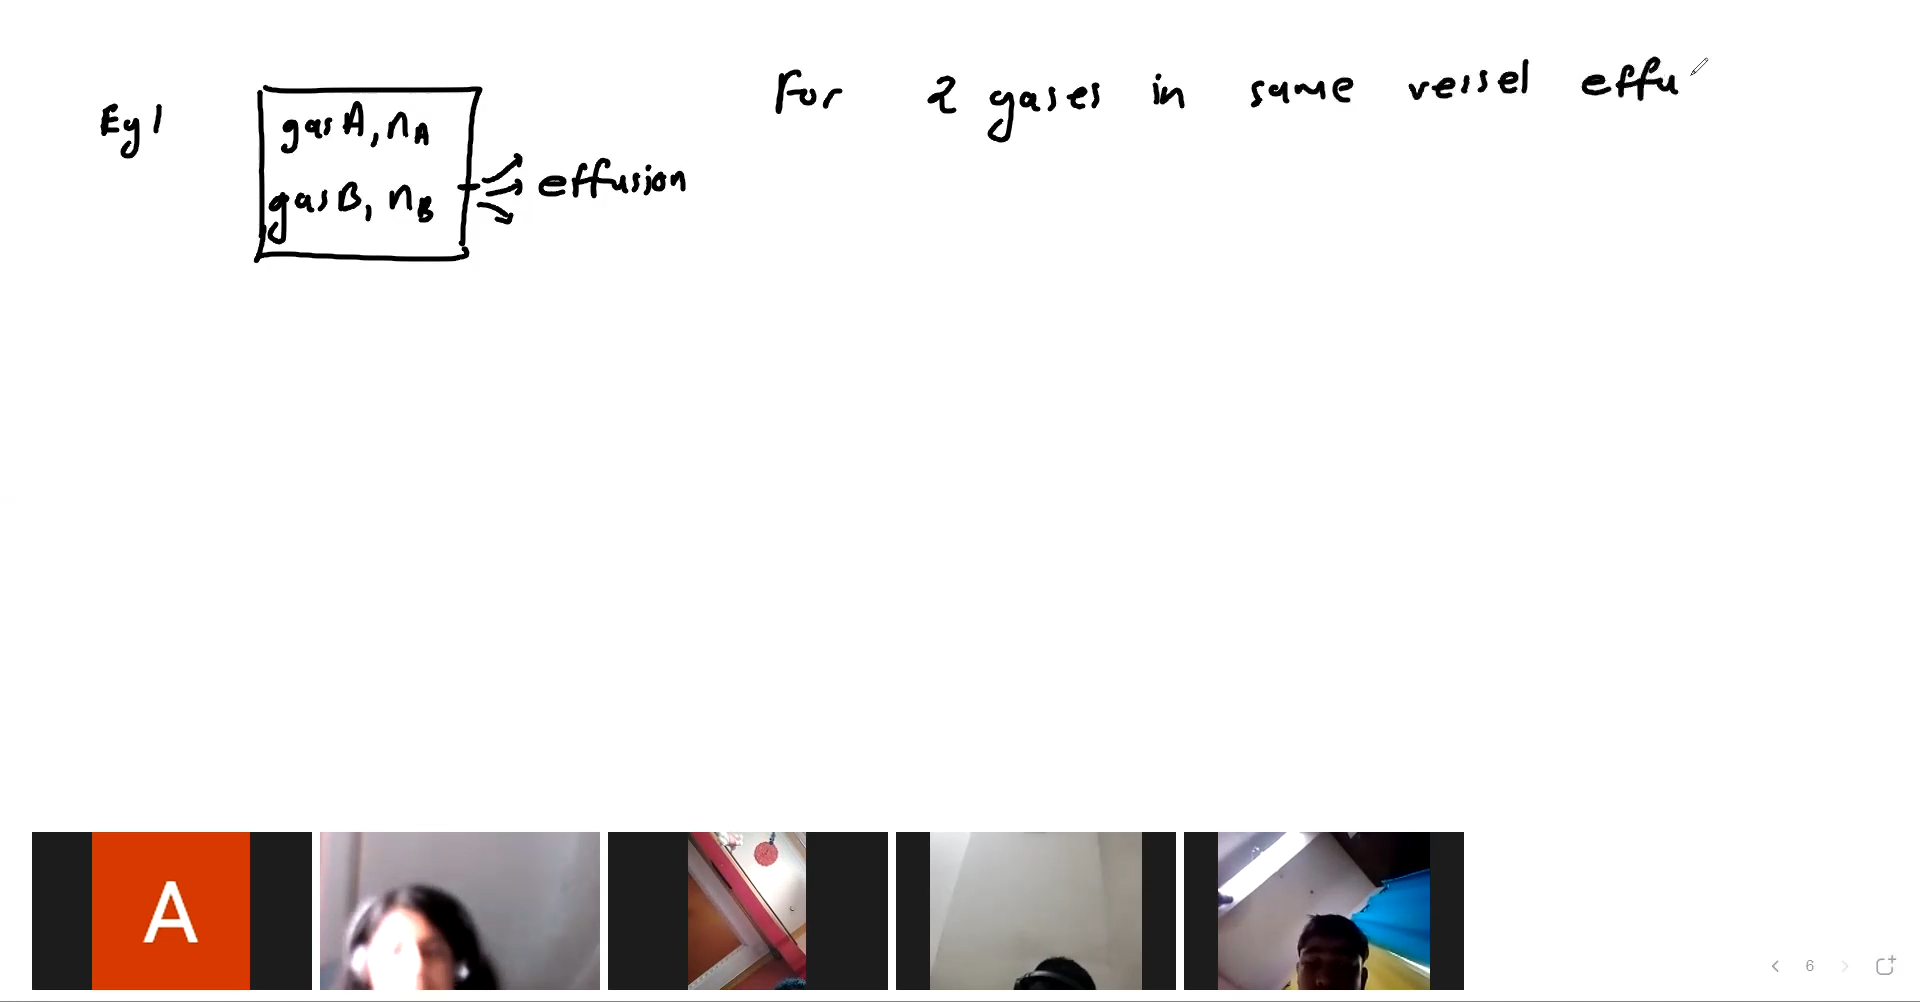 For 2 gases in same vessel effu
Eg 1
gas A, nA
gas B, nB
effusion
A
6